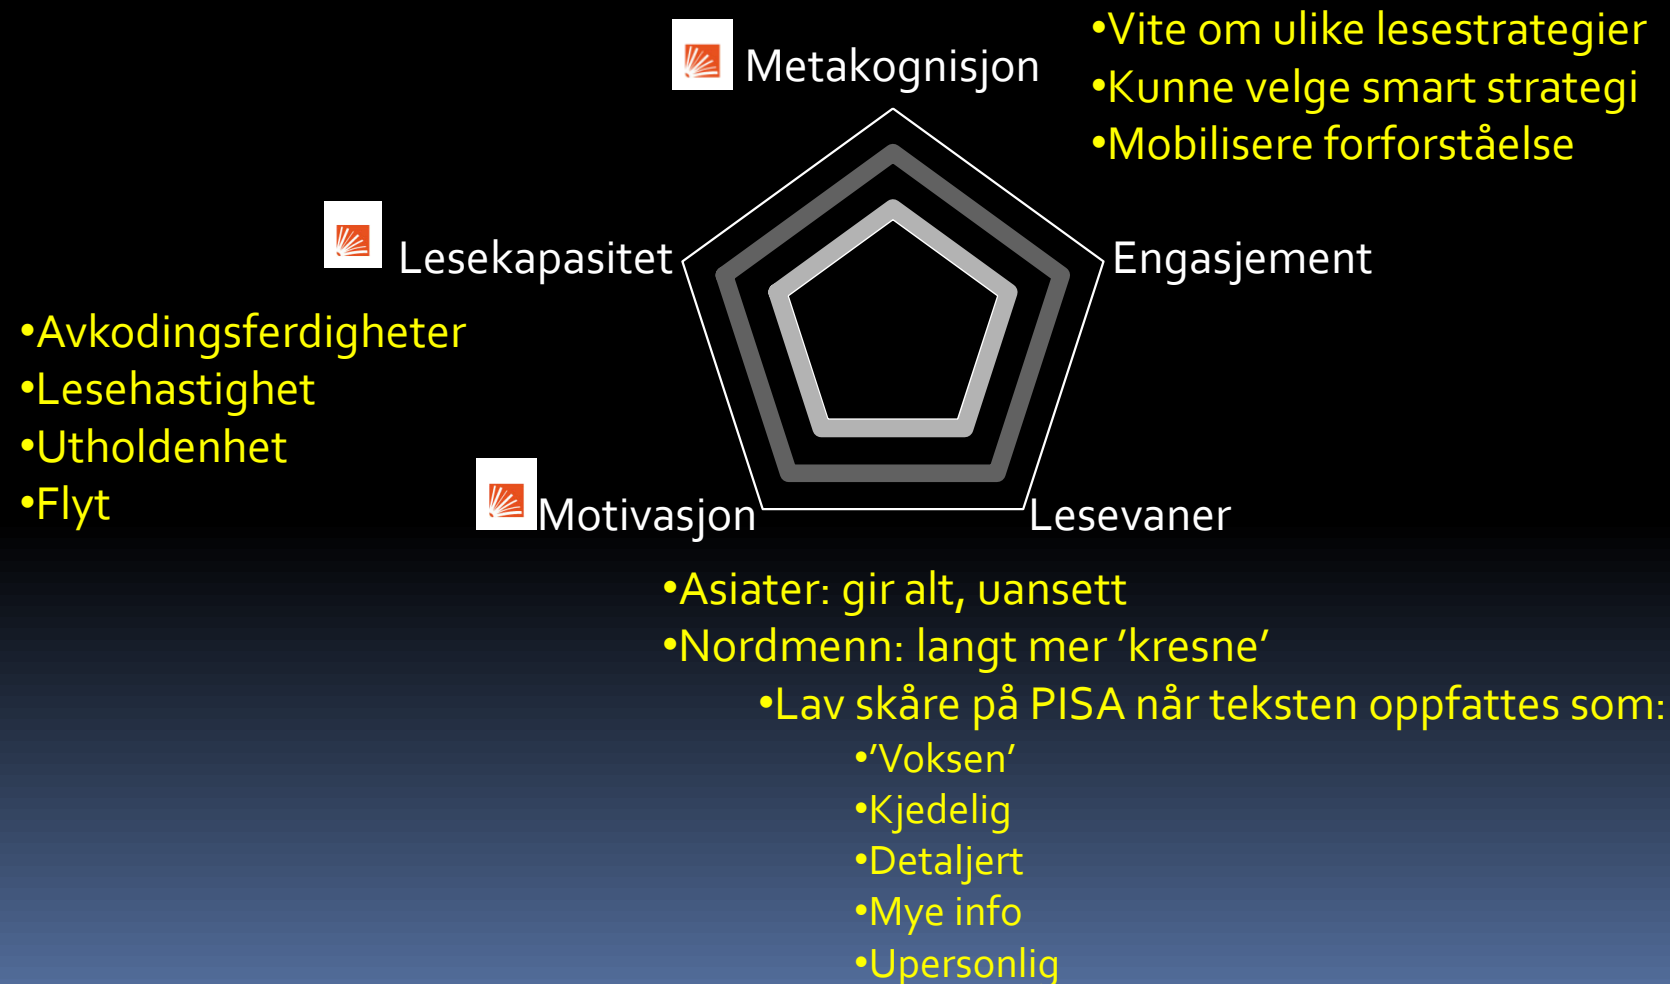 •Vite om ulike lesestrategier
•Kunne velge smart strategi
•Mobilisere forforståelse
Metakognisjon
Lesekapasitet
Engasjement
•Avkodingsferdigheter
•Lesehastighet
•Utholdenhet
•Flyt
Motivasjon
Lesevaner
•Asiater: gir alt, uansett
•Nordmenn: langt mer ’kresne’
•Lav skåre på PISA når teksten oppfattes som:
•’Voksen’
•Kjedelig
•Detaljert
•Mye info
•Upersonlig